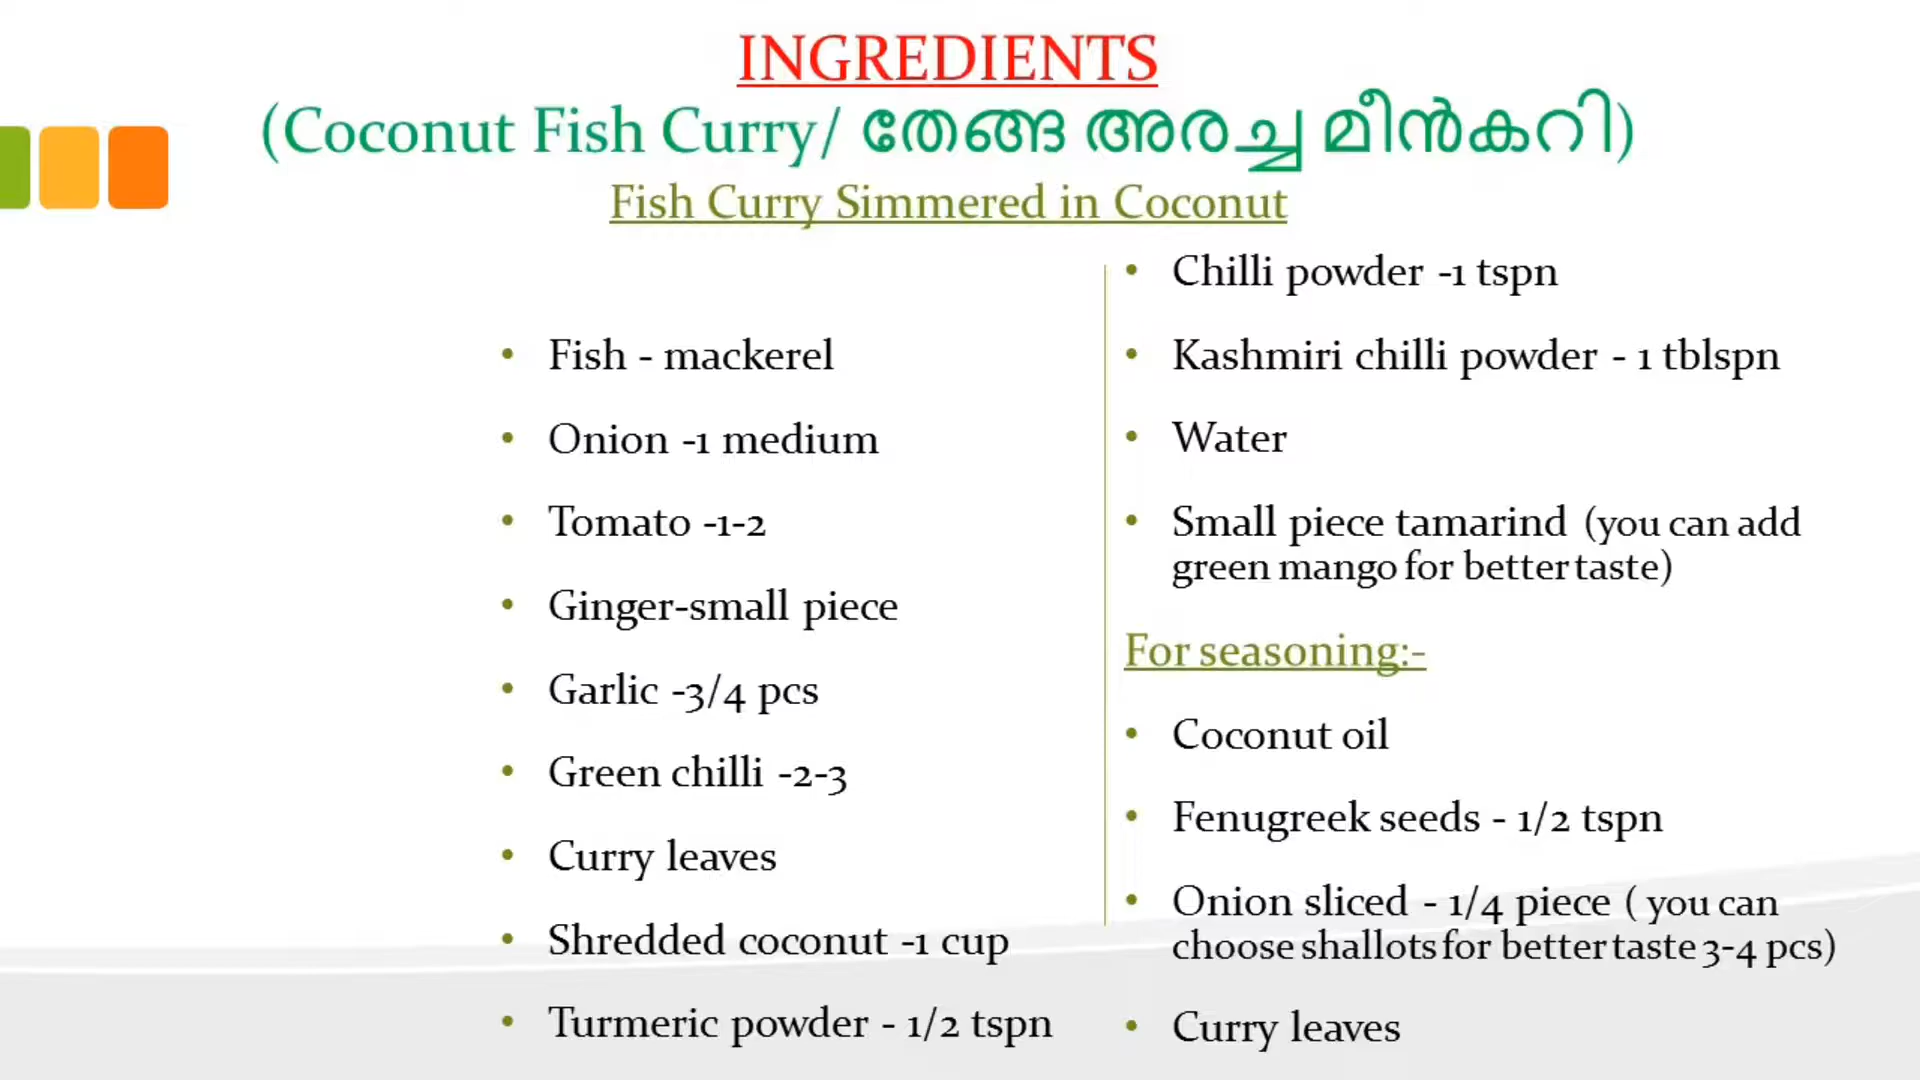 INGREDIENTS
(Coconut Fish Curry/ തേങ്ങ അരച്ച മീൻകറി)
Fish Curry Simmered in Coconut
• Fish - mackerel
• Onion -1 medium
• Tomato -1-2
• Ginger-small piece
• Garlic -3/4 pcs
• Green chilli -2-3
• Curry leaves
• Shredded coconut -1 cup
• Turmeric powder - 1/2 tspn
• Chilli powder -1 tspn
• Kashmiri chilli powder - 1 tblspn
• Water
• Small piece tamarind (you can add
green mango for better taste)
For seasoning:-
• Coconut oil
• Fenugreek seeds - 1/2 tspn
• Onion sliced - 1/4 piece ( you can
choose shallots for better taste 3-4 pcs)
• Curry leaves